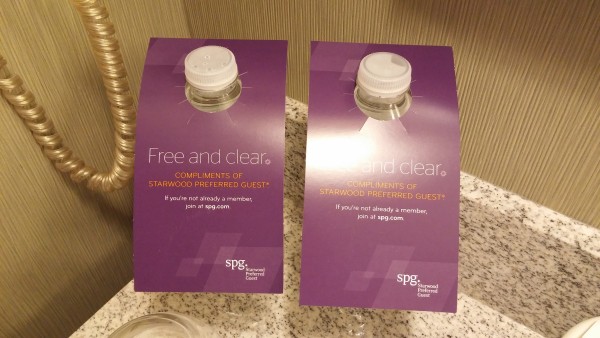 Free and clear.
COMPLIMENTS OF
STARWOOD PREFERRED GUEST®
If you're not already a member,
join at spg.com.
spg.
Starwood
Preferred
Guest
and clear.
COMPLIMENTS OF
STARWOOD PREFERRED GUEST®
If you're not already a member,
join at spg.com.
spg.
Starwood
Preferred
Guest